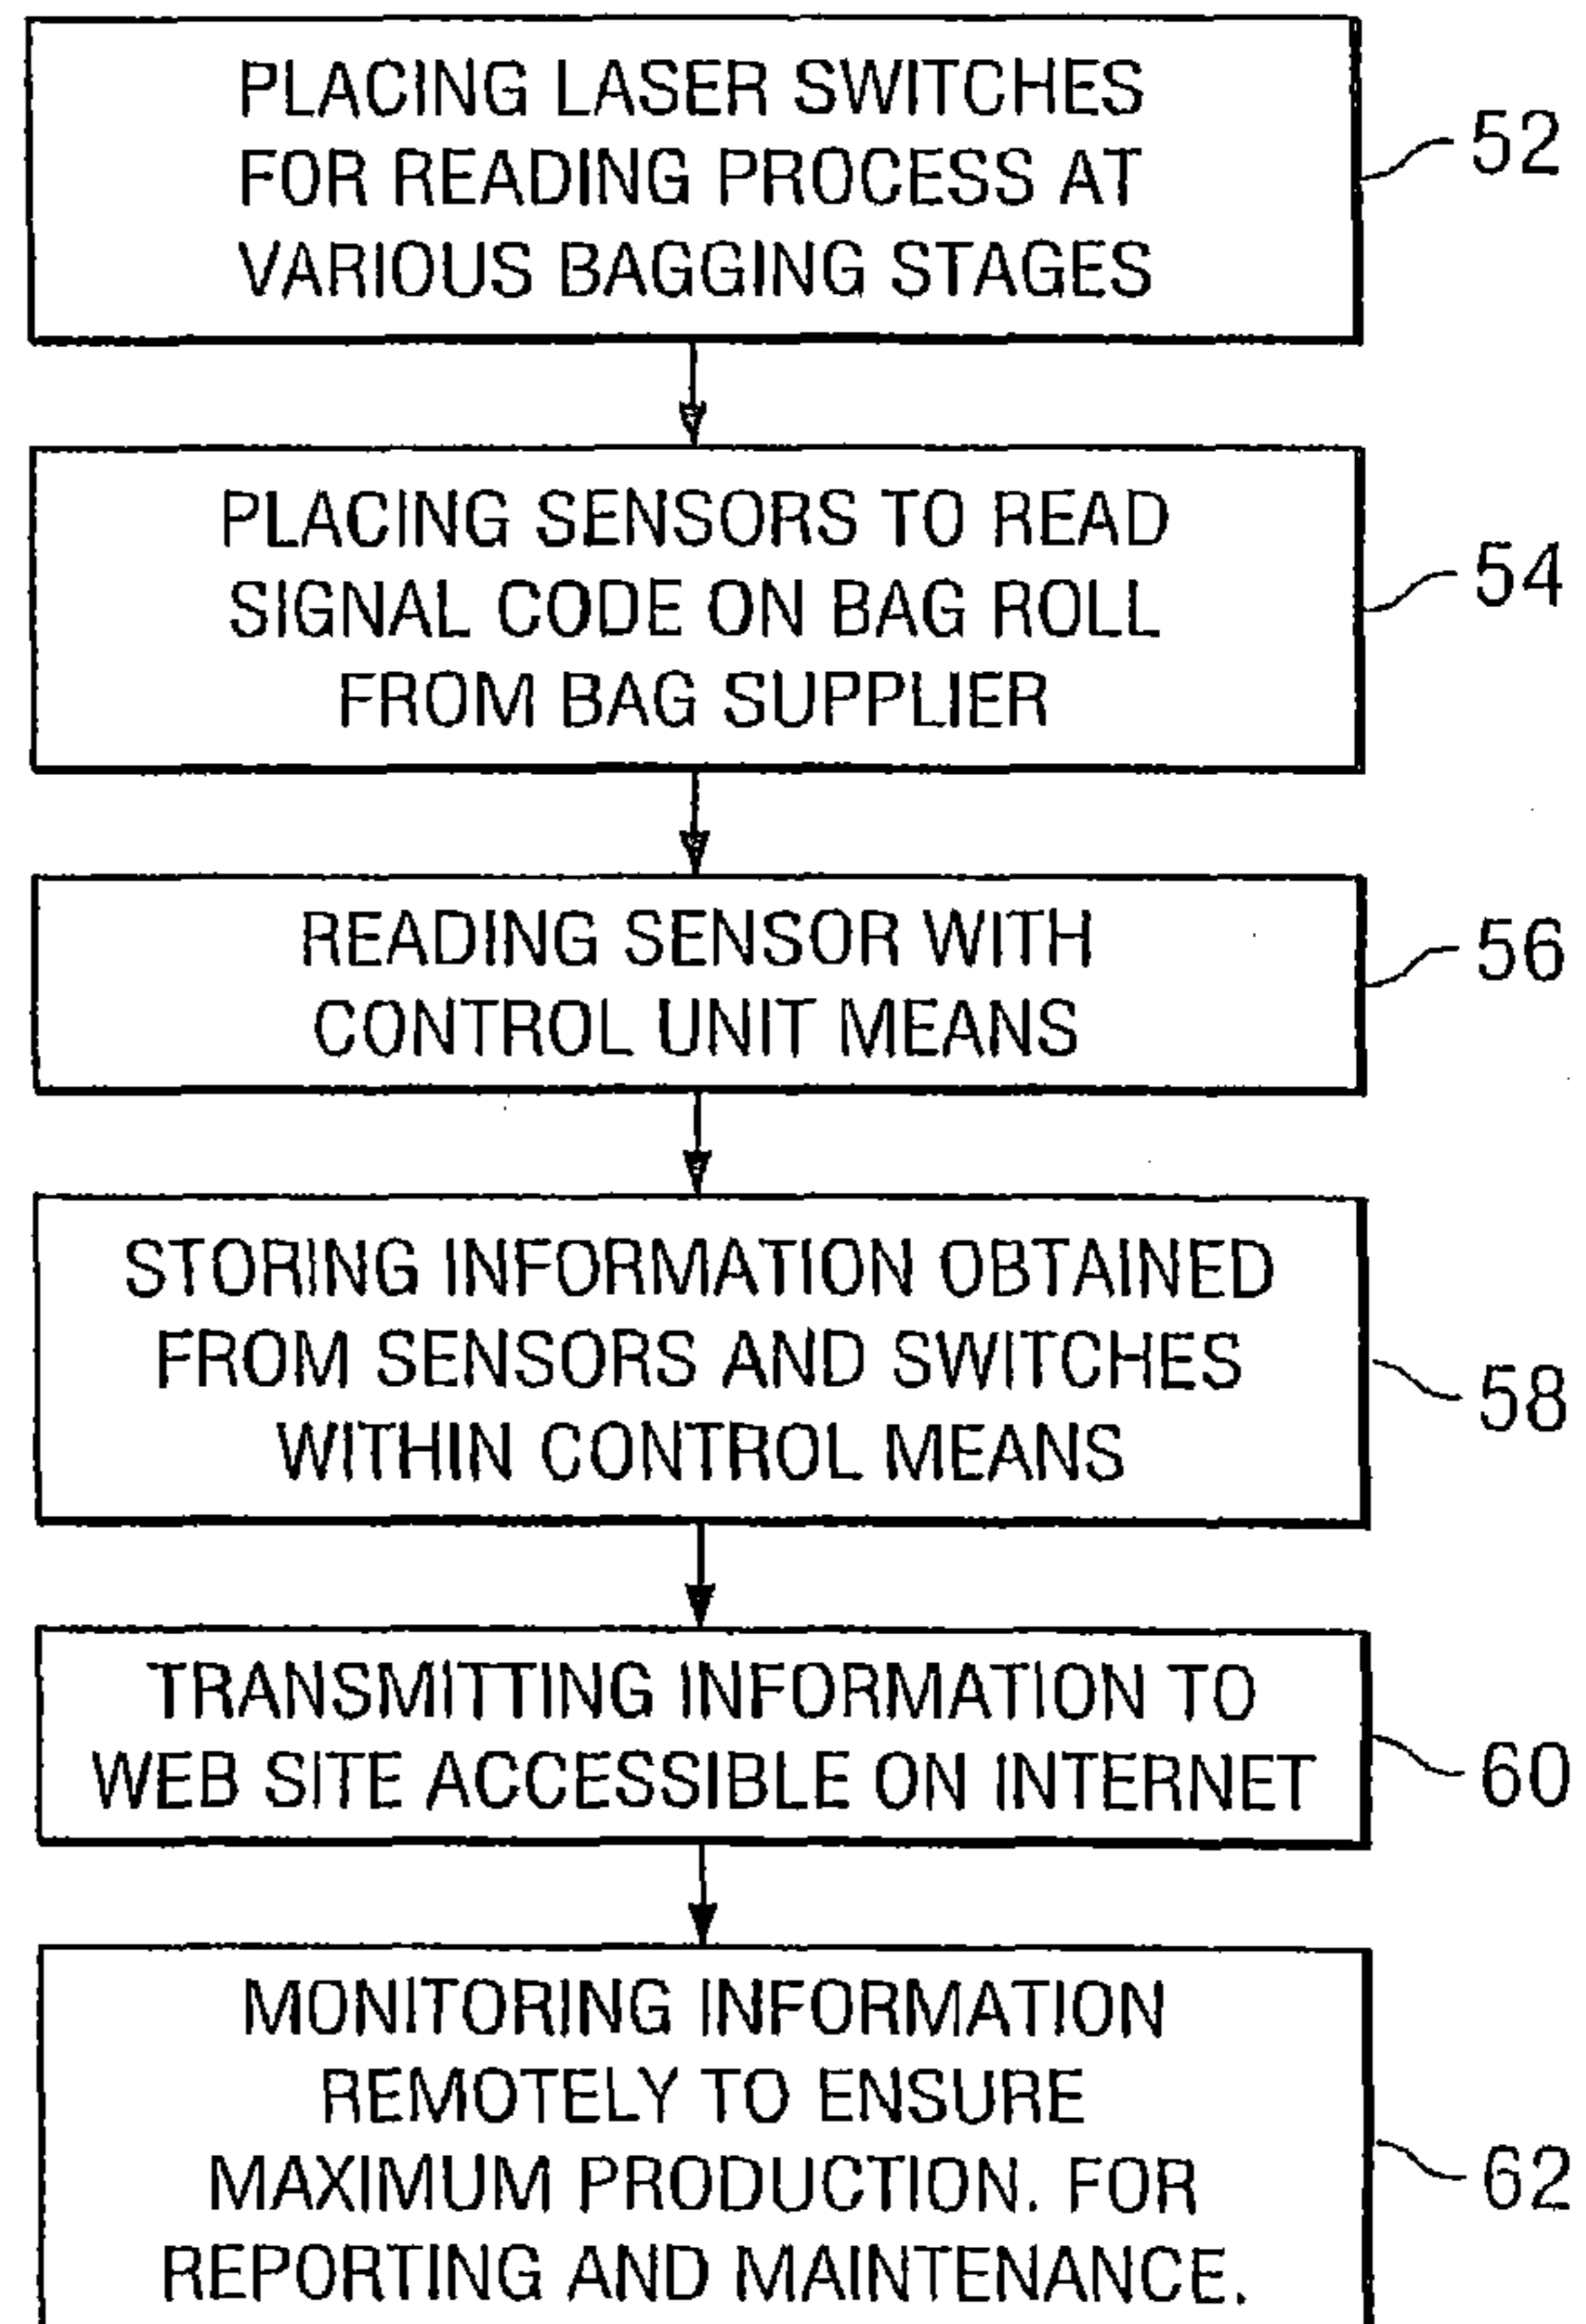 PLACING LASER SWITCHES
FOR READING PROCESS AT
VARIOUS BAGGING STAGES
52
PLACING SENSORS TO READ
SIGNAL CODE ON BAG ROLL
FROM BAG SUPPLIER
54
READING SENSOR WITH
CONTROL UNIT MEANS
56
STORING INFORMATION OBTAINED
FROM SENSORS AND SWITCHES
WITHIN CONTROL MEANS
58
TRANSMITTING INFORMATION TO
WEB SITE ACCESSIBLE ON INTERNET
60
MONITORING INFORMATION
REMOTELY TO ENSURE
MAXIMUM PRODUCTION. FOR
REPORTING AND MAINTENANCE.
62